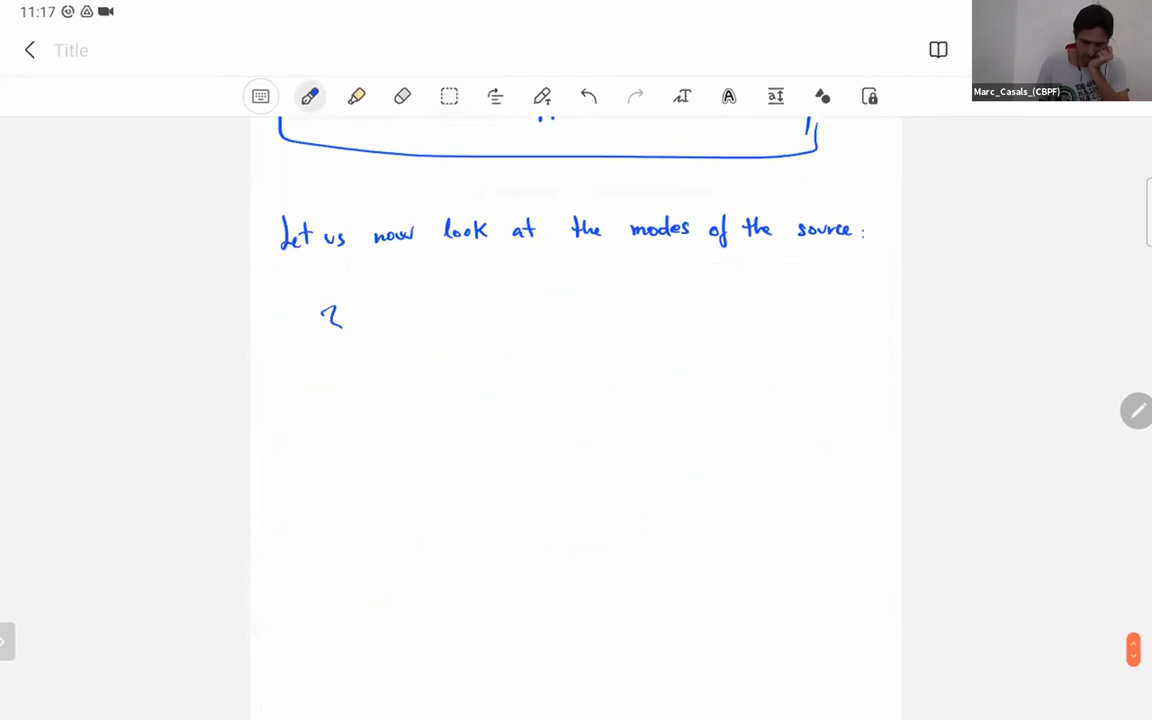 11:17
Title
Marc_Casals_(CBPF)
Let us now look at the modes of the source: